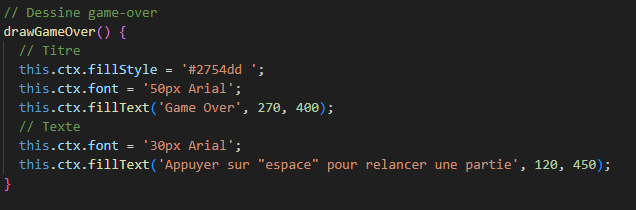 // Dessine game-over
drawGameOver() {
// Titre
this.ctx.fillStyle = '#2754dd ';
this.ctx.font = '50px Arial';
this.ctx.fillText('Game Over', 270, 400);
// Texte
this.ctx.font = '30px Arial';
this.ctx.fillText('Appuyer sur "espace" pour relancer une partie', 120, 450);
}